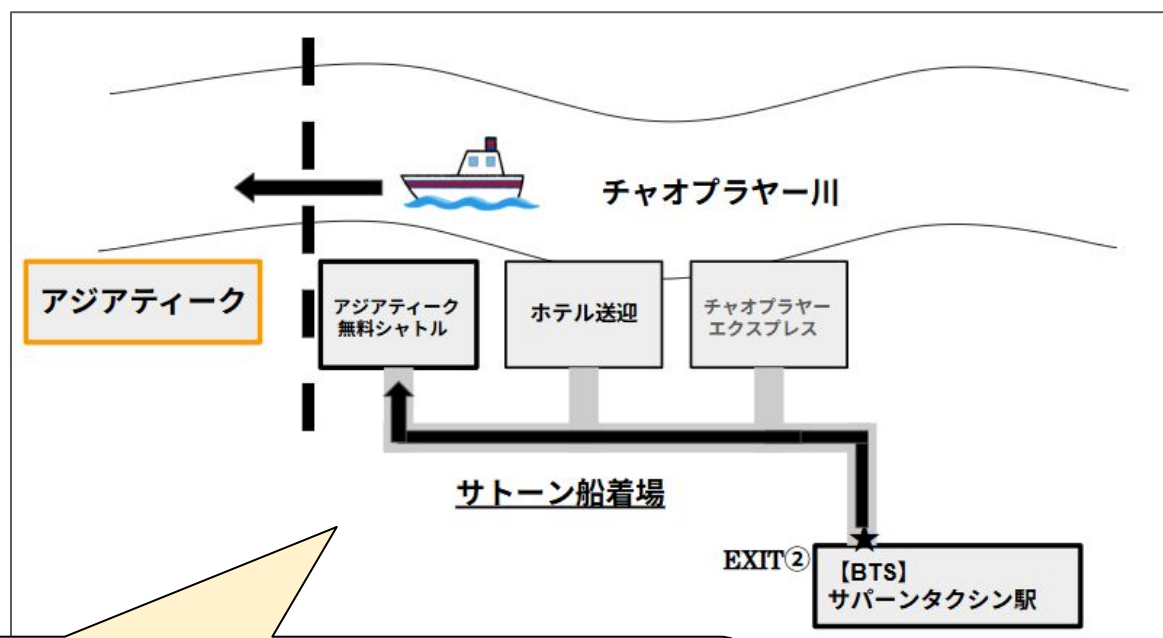 チャオプラヤー川
アジアティーク
アジアティーク
無料シャトル
ホテル送迎
チャオプラヤー
エクスプレス
サトーン船着場
EXIT②
【BTS】
サパーンタクシン駅